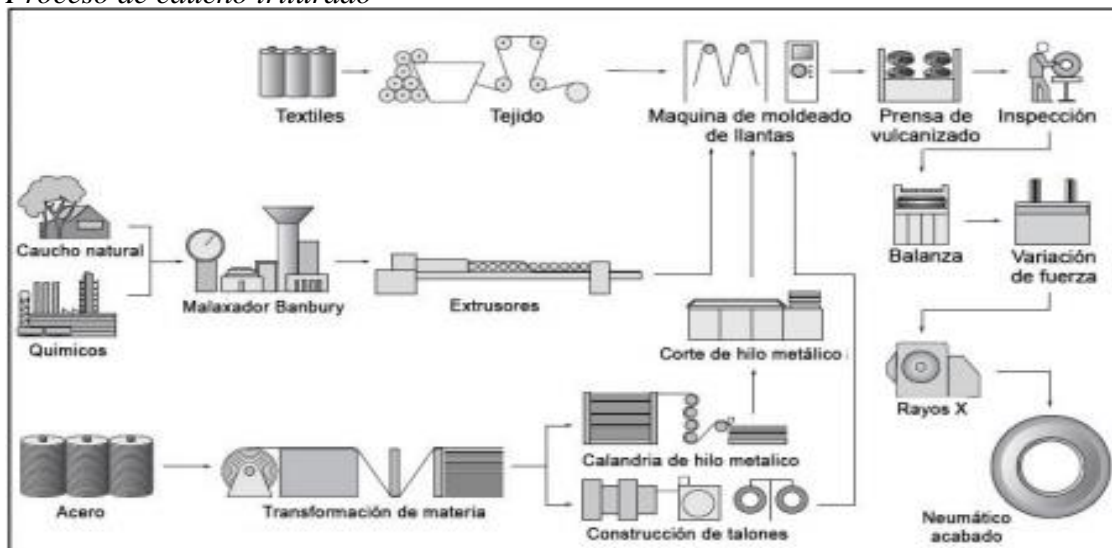 Proceso de caucho triturado
Textiles
Tejido
Maquina de moldeado
de llantas
Prensa de
vulcanizado
Inspección
Caucho natural
Quimicos
Malaxador Banbury
Extrusores
Balanza
Variación
de fuerza
Corte de hilo metálico
Rayos X
Acero
Transformación de materia
Calandria de hilo metalico
Construcción de talones
Neumático
acabado